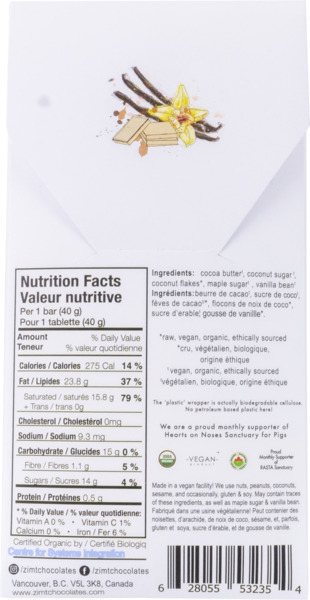 Nutrition Facts
Valeur nutritive
Per 1 bar (40 g)
Pour 1 tablette (40 g)
Amount % Daily Value
Teneur % valeur quotidienne
Calories / Calories 275 Cal 14 %
Fat / Lipides 23.8 g 37 %
Saturated / saturés 15.8 g 79 %
+ Trans / trans 0g
Cholesterol / Cholestérol 0mg
Sodium / Sodium 9.3 mg
Carbohydrate / Glucides 15 g 0 %
Fibre / Fibres 1.1 g 5 %
Sugars / Sucres 14 g 4 %
Protein / Protéines 0.5 g
* % Daily Value / % valeur quotidienne:
Vitamin A 0 % • Vitamin C 1%
Calcium 0 % • Iron / Fer 6 %
Certified Organic by / Certifié Biologiq
Centre for Systems Integration
/zimtchocolates /zimtchocolates
Vancouver, B.C. V5L 3K8, Canada
www.zimtchocolates.com
Ingredients: cocoa butter, coconut sugar,
coconut flakes*, maple sugar, vanilla bean
Ingrédients: beurre de cacao, sucre de coco,
fèves de cacao*, flocons de noix de coco*,
sucre d'erable; gousse de vanille*.
*raw, vegan, organic, ethically sourced
*cru, végétalien, biologique,
origine éthique
vegan, organic, ethically sourced
végétalien, biologique, origine éthique
The 'plastic' wrapper is actually biodegradable cellulose.
No petroleum based plastic here!
We are a proud monthly supporter of
Hearts on Noses Sanctuary for Pigs
-VEGAN-
Proud
Monthly Supporter
of
RASTA Sanctuary
Made in a vegan facility! We use nuts, peanuts, coconuts,
sesame, and occasionally, gluten & soy. May contain traces
of these ingredients, as well as maple sugar & vanilla bean.
Fabriqué dans une usine végétalienne! Peut contenier des
noisettes, d'arachide, de noix de coco, sésame, et, parfois,
gluten et soya, sucre d'érable, et de gousse de vanille.
6 28055 53235 4